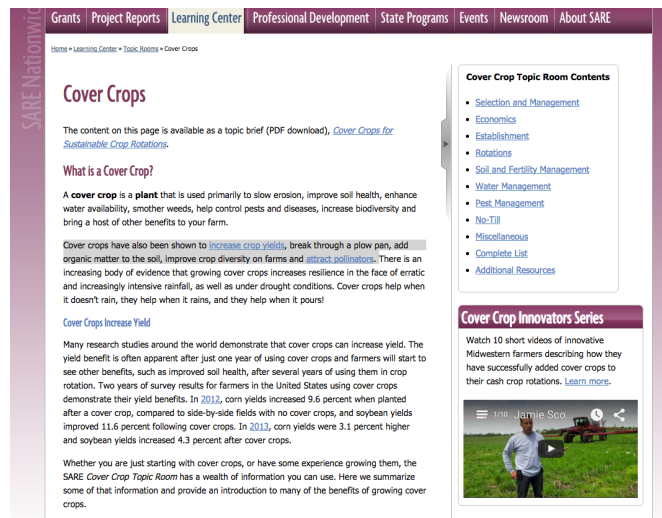 Grants Project Reports Learning Center Professional Development State Programs Events Newsroom About SARE
SARE Nationwid
Home » Learning Center » Topic Rooms » Cover Crops
Cover Crops
The content on this page is available as a topic brief (PDF download), Cover Crops for
Sustainable Crop Rotations.
What is a Cover Crop?
A cover crop is a plant that is used primarily to slow erosion, improve soil health, enhance
water availability, smother weeds, help control pests and diseases, increase biodiversity and
bring a host of other benefits to your farm.
Cover crops have also been shown to increase crop yields, break through a plow pan, add
organic matter to the soil, improve crop diversity on farms and attract pollinators. There is an
increasing body of evidence that growing cover crops increases resilience in the face of erratic
and increasingly intense rainfall, as well as under drought conditions. Cover crops help when
it doesn't rain, they help when it rains, and they help when it pours!
Cover Crops Increase Yield
Many research studies around the world demonstrate that cover crops can increase yield. The
yield benefit is often apparent after just one year of using cover crops and farmers will start to
see other benefits, such as improved soil health, after several years of using them in crop
rotation. Two years of survey results for farmers in the United States using cover crops
demonstrate their yield benefits. In 2012, corn yields increased 9.6 percent when planted
after a cover crop, compared to side-by-side fields with no cover crops, and soybean yields
improved 11.6 percent following cover crops. In 2013, corn yields were 3.1 percent higher
and soybean yields increased 4.3 percent after cover crops.
Whether you are just starting with cover crops, or have some experience growing them, the
SARE Cover Crop Topic Room has a wealth of information you can use. Here we summarize
some of that information and provide an introduction to many of the benefits of growing cover
crops.
Cover Crop Topic Room Contents
Selection and Management
Economics
Establishment
Rotations
Soil and Fertility Management
Water Management
Pest Management
No-Till
Miscellaneous
Complete List
Additional Resources
Cover Crop Innovators Series
Watch 10 short videos of innovative
Midwestern farmers describing how they
have successfully added cover crops to
their cash crop rotations. Learn more.
1/10 Jamie Sco...